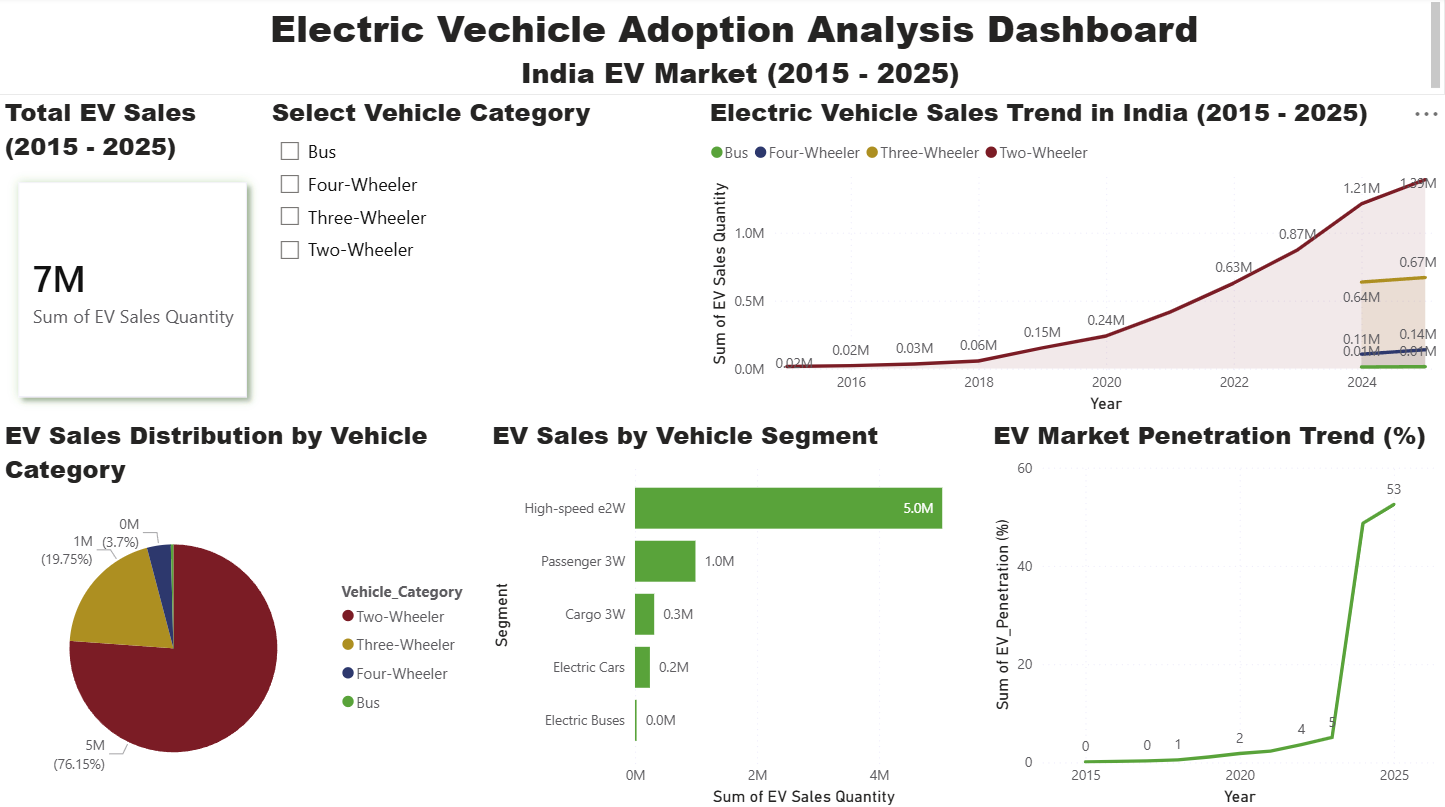 Electric Vechicle Adoption Analysis Dashboard
India EV Market (2015 - 2025)
Total EV Sales
(2015 - 2025)
7M
Sum of EV Sales Quantity
Select Vehicle Category
Bus
Four-Wheeler
Three-Wheeler
Two-Wheeler
Electric Vehicle Sales Trend in India (2015 - 2025)
Bus Four-Wheeler Three-Wheeler Two-Wheeler
Sum of EV Sales Quantity
1.0M
0.5M
0.0M
0.02M
0.02M
0.03M
0.06M
0.15M
0.24M
0.63M
0.87M
1.21M
1.39M
0.67M
0.64M
0.14M
0.11M
0.01M
0.01M
2016 2018 2020 2022 2024
Year
EV Sales Distribution by Vehicle
Category
0M
(3.7%)
1M
(19.75%)
5M
(76.15%)
Vehicle_Category
Two-Wheeler
Three-Wheeler
Four-Wheeler
Bus
EV Sales by Vehicle Segment
Segment
High-speed e2W 5.0M
Passenger 3W 1.0M
Cargo 3W 0.3M
Electric Cars 0.2M
Electric Buses 0.0M
0M 2M 4M
Sum of EV Sales Quantity
EV Market Penetration Trend (%)
Sum of EV_Penetration (%)
60
40
20
0
0 0 1 2 4 5 53
2015 2020 2025
Year